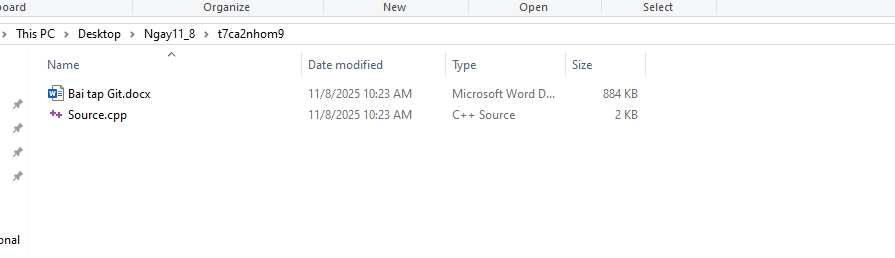 board Organize New Open Select
This PC Desktop Ngay11_8 t7ca2nhom9
Name Date modified Type Size
Bai tap Git.docx 11/8/2025 10:23 AM Microsoft Word D... 884 KB
Source.cpp 11/8/2025 10:23 AM C++ Source 2 KB
onal